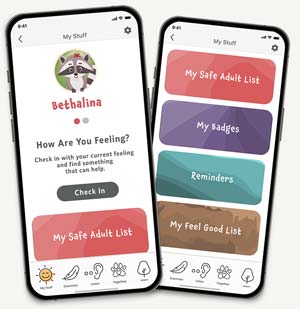 9:41
My Stuff
Bethalina
How Are You Feeling?
Check in with your current feeling
and find something
that can help.
Check In
My Safe Adult List
My Stuff
Exercises
Listen
Together
Learn
9:41
My Stuff
My Safe Adult List
My Badges
Reminders
My Feel Good List
My Stuff
Exercises
Listen
Together
Learn